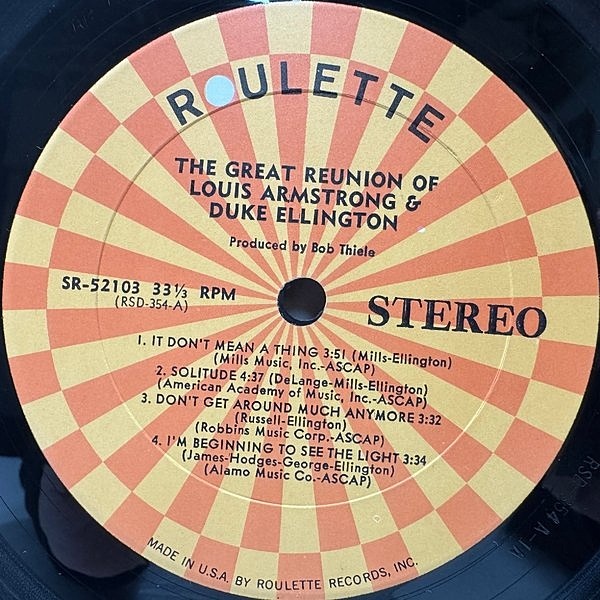 ROULETTE
THE GREAT REUNION OF
LOUIS ARMSTRONG &
DUKE ELLINGTON
Produced by Bob Thiele
SR-52103 33⅓ RPM
(RSD-354-A)
STEREO
1. IT DON'T MEAN A THING 3:51 (Mills-Ellington)
(Mills Music, Inc.-ASCAP)
2. SOLITUDE 4:37 (DeLange-Mills-Ellington)
(American Academy of Music, Inc.-ASCAP)
3. DON'T GET AROUND MUCH ANYMORE 3:32
(Russell-Ellington)
(Robbins Music Corp.-ASCAP)
4. I'M BEGINNING TO SEE THE LIGHT 3:34
(James-Hodges-George-Ellington)
(Alamo Music Co.-ASCAP)
MADE IN U.S.A. BY ROULETTE RECORDS, INC.